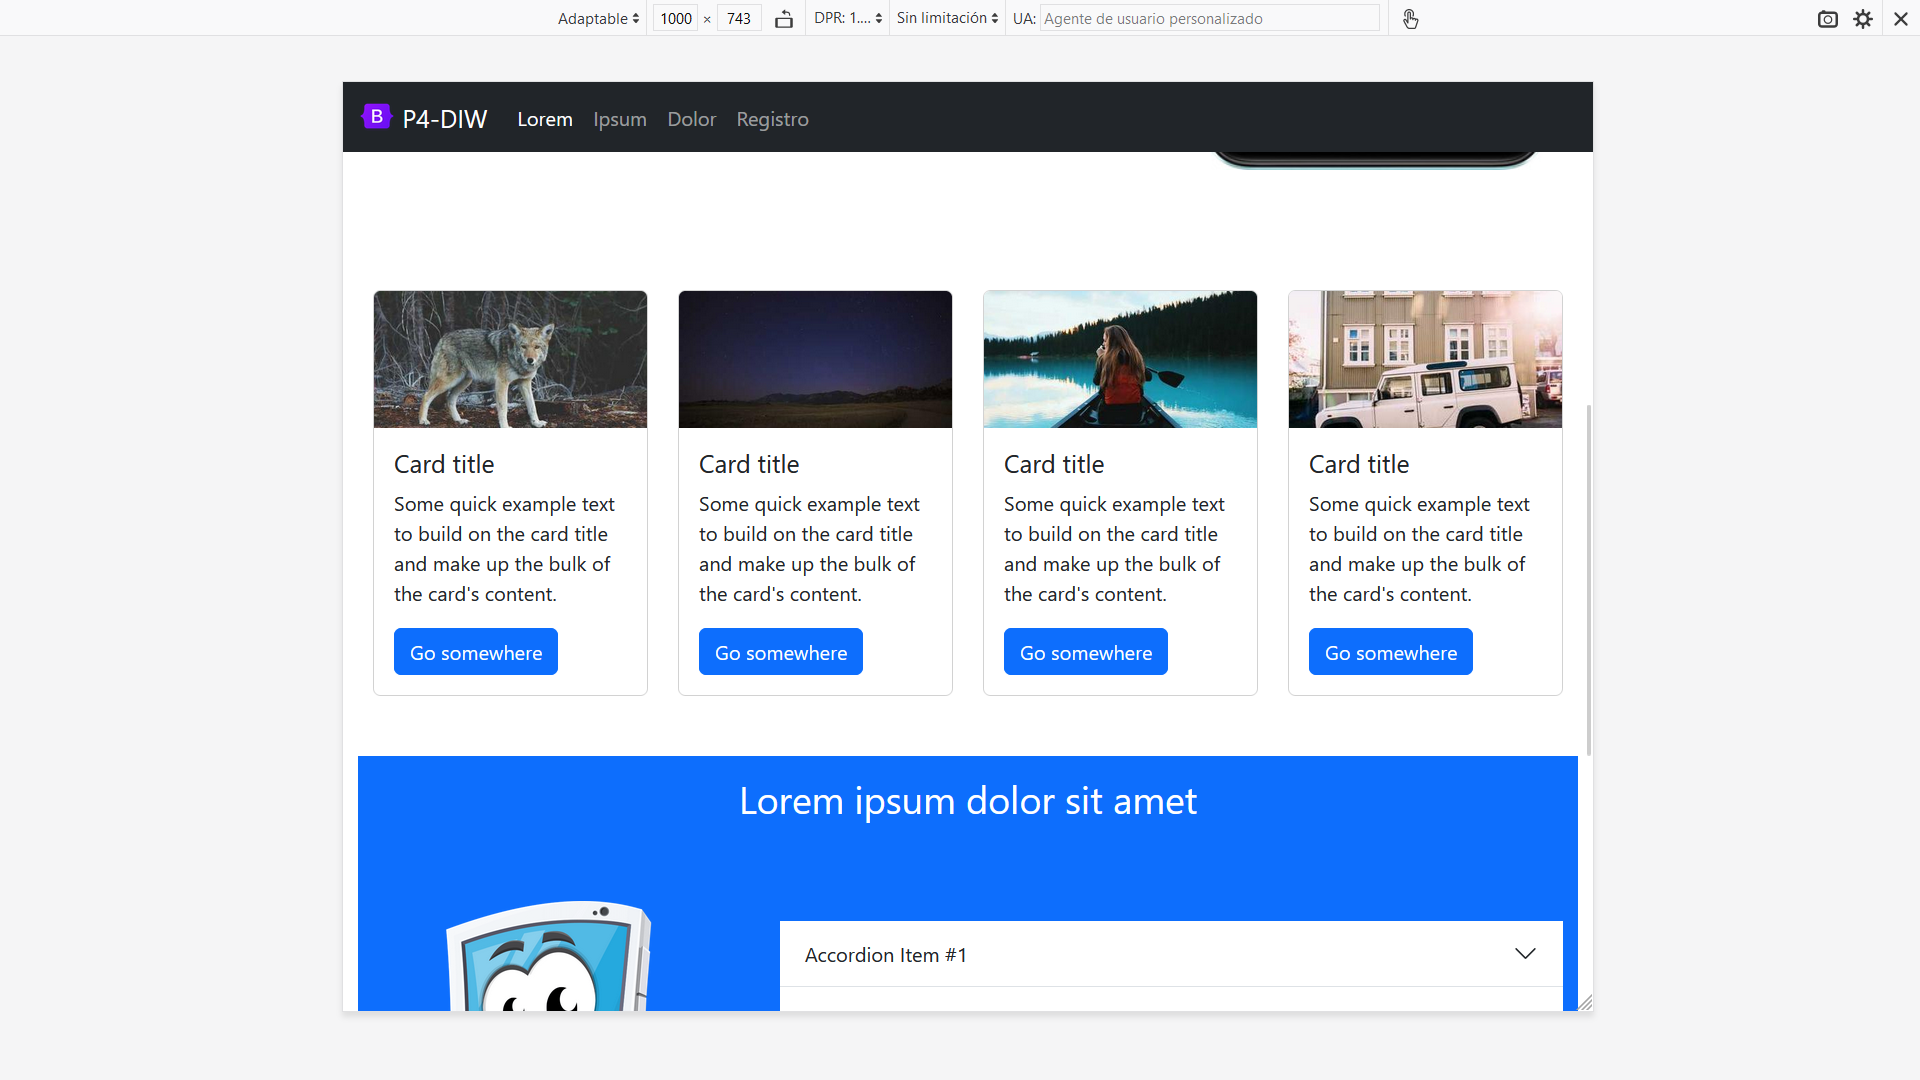 Adaptable 1000 × 743 DPR: 1.... Sin limitación UA: Agente de usuario personalizado
B P4-DIW Lorem Ipsum Dolor Registro
Card title
Some quick example text
to build on the card title
and make up the bulk of
the card's content.
Go somewhere
Card title
Some quick example text
to build on the card title
and make up the bulk of
the card's content.
Go somewhere
Card title
Some quick example text
to build on the card title
and make up the bulk of
the card's content.
Go somewhere
Card title
Some quick example text
to build on the card title
and make up the bulk of
the card's content.
Go somewhere
Lorem ipsum dolor sit amet
Accordion Item #1